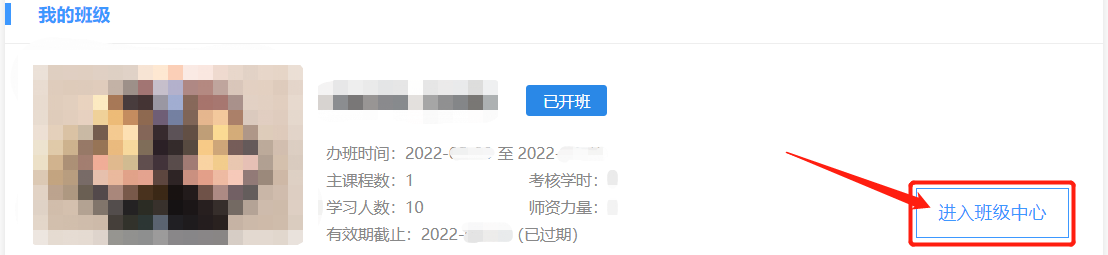 我的班级
已开班
办班时间：2022- 至 2022-
主课程数：1 考核学时：
学习人数：10 师资力量：
进入班级中心
有效期截止：2022- (已过期)